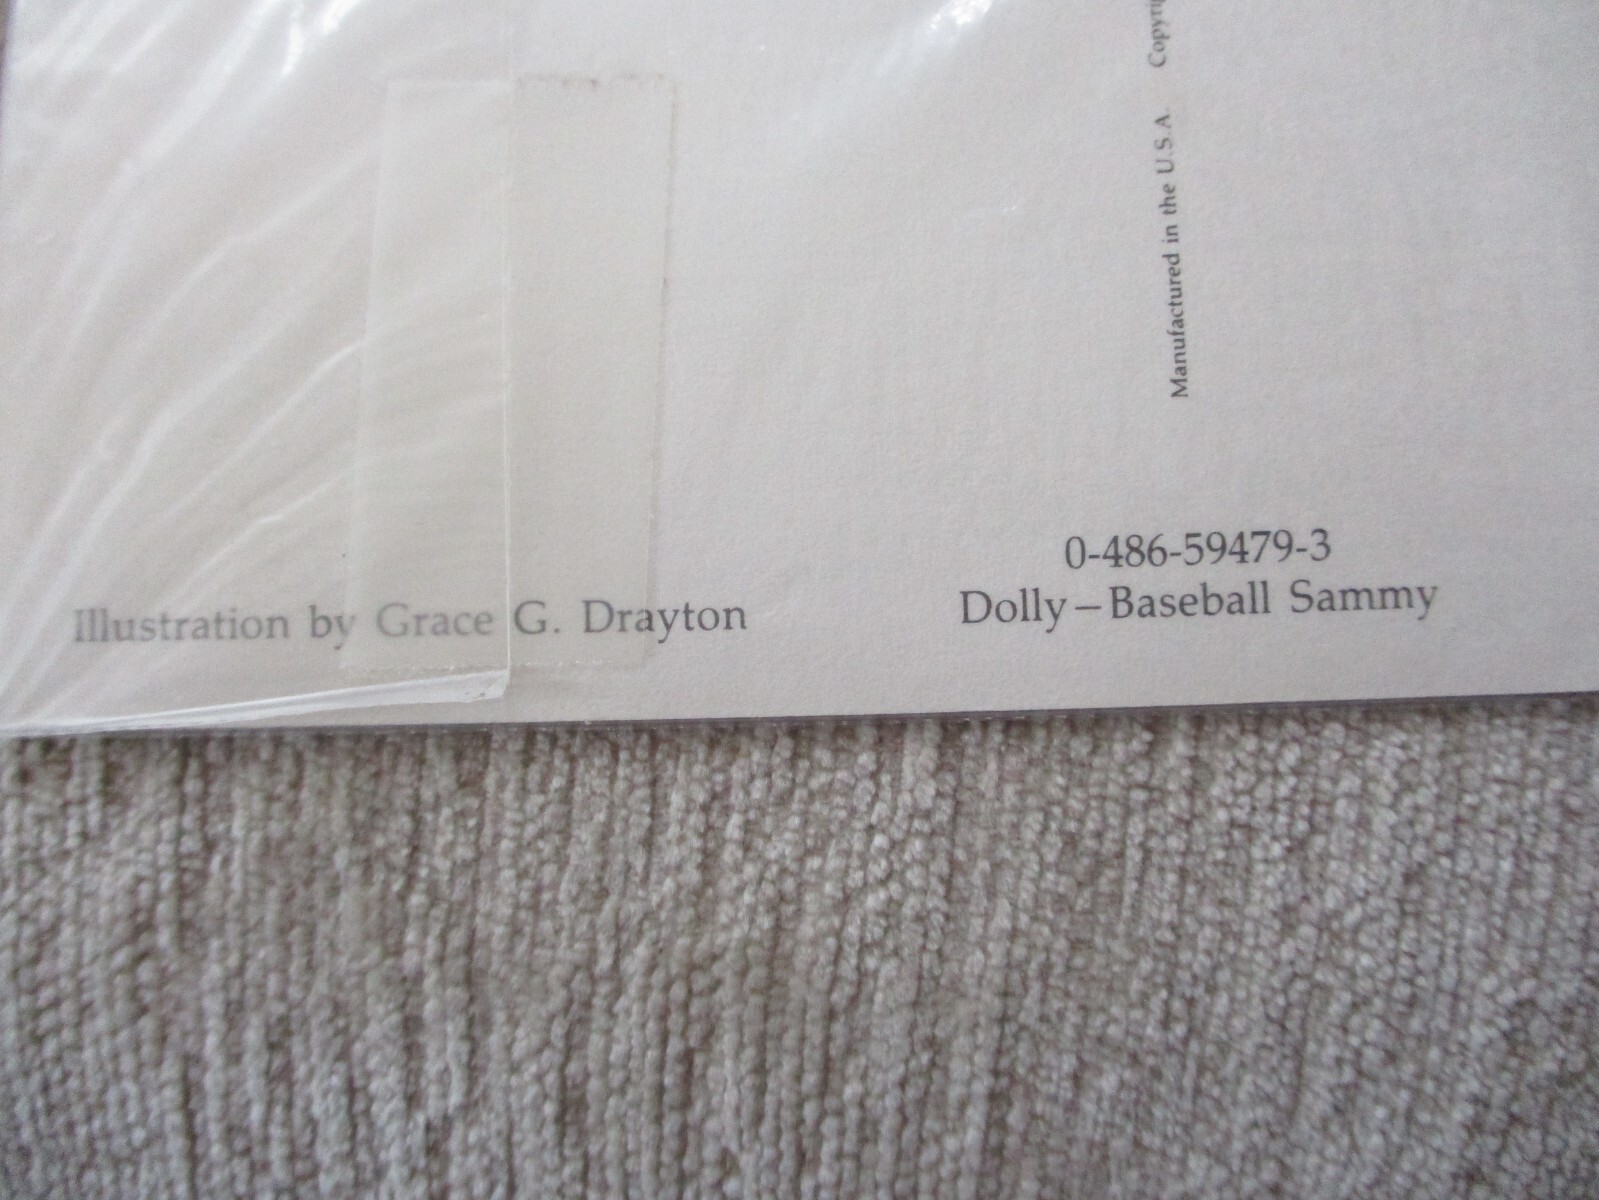 Manufactured in the U.S.A.
0-486-59479-3
Illustration by Grace G. Drayton
Dolly–Baseball Sammy